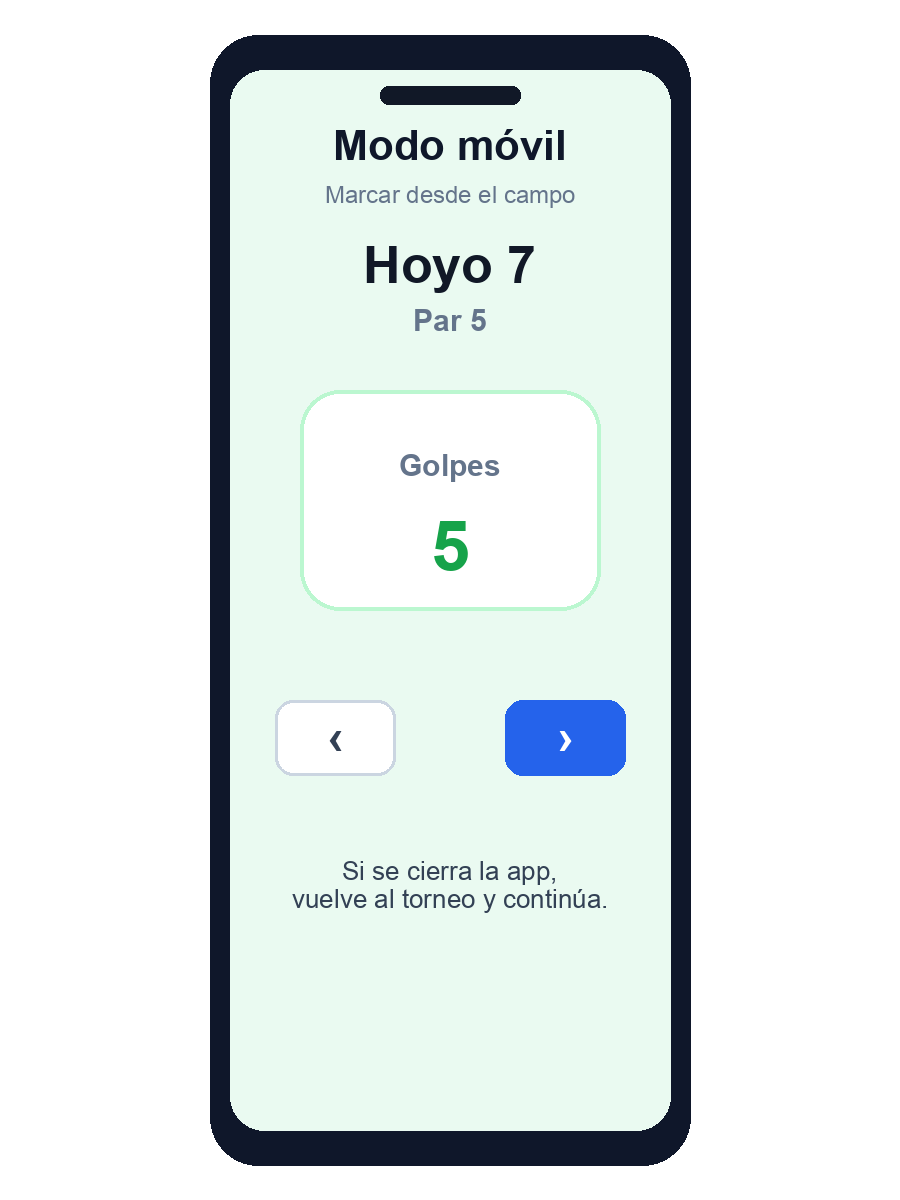 Modo móvil
Marcar desde el campo
Hoyo 7
Par 5
Golpes
5
‹ ›
Si se cierra la app,
vuelve al torneo y continúa.